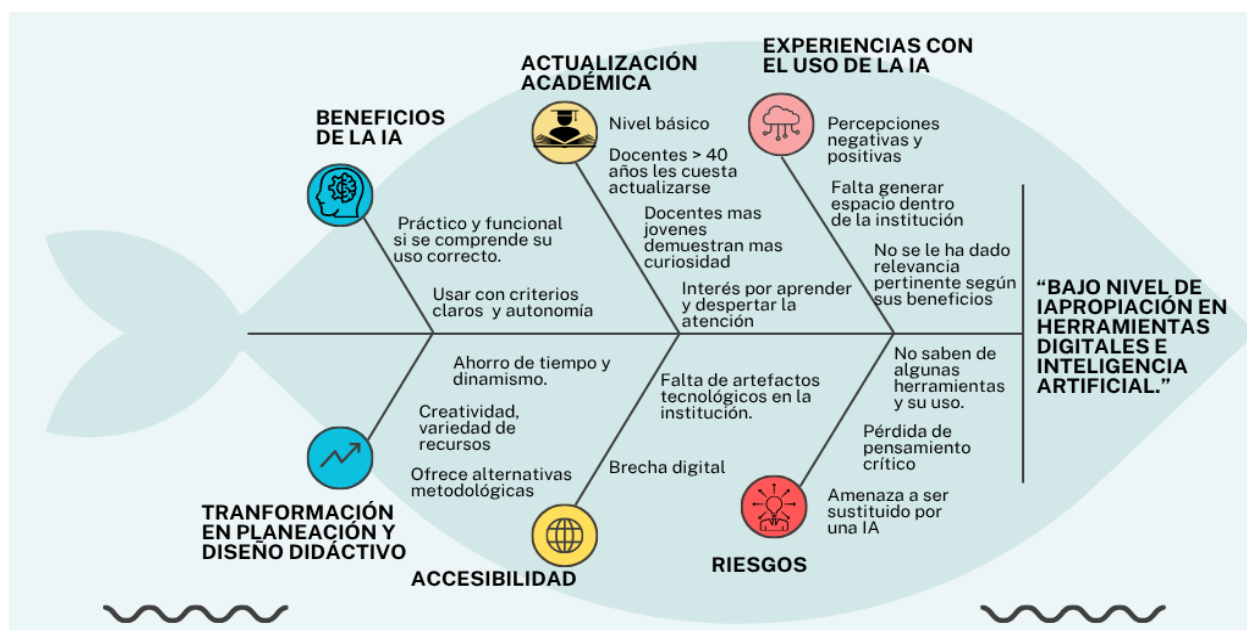 BENEFICIOS
DE LA IA
Práctico y funcional
si se comprende su
uso correcto.
Usar con criterios
claros y autonomía
ACTUALIZACIÓN
ACADÉMICA
Nivel básico
Docentes > 40
años les cuesta
actualizarse
Docentes mas
jovenes
demuestran mas
curiosidad
Interés por aprender
y despertar la
atención
EXPERIENCIAS CON
EL USO DE LA IA
Percepciones
negativas y
positivas
Falta generar
espacio dentro
de la institución
No se le ha dado
relevancia
pertinente según
sus beneficios
“BAJO NIVEL DE
IAPROPIACIÓN EN
HERRAMIENTAS
DIGITALES E
INTELIGENCIA
ARTIFICIAL.”
Ahorro de tiempo y
dinamismo.
Creatividad,
variedad de
recursos
Ofrece alternativas
metodológicas
TRANFORMACIÓN
EN PLANEACIÓN Y
DISEÑO DIDÁCTIVO
Falta de artefactos
tecnológicos en la
institución.
Brecha digital
ACCESIBILIDAD
No saben de
algunas
herramientas
y su uso.
Pérdida de
pensamiento
crítico
Amenaza a ser
sustituido por
una IA
RIESGOS